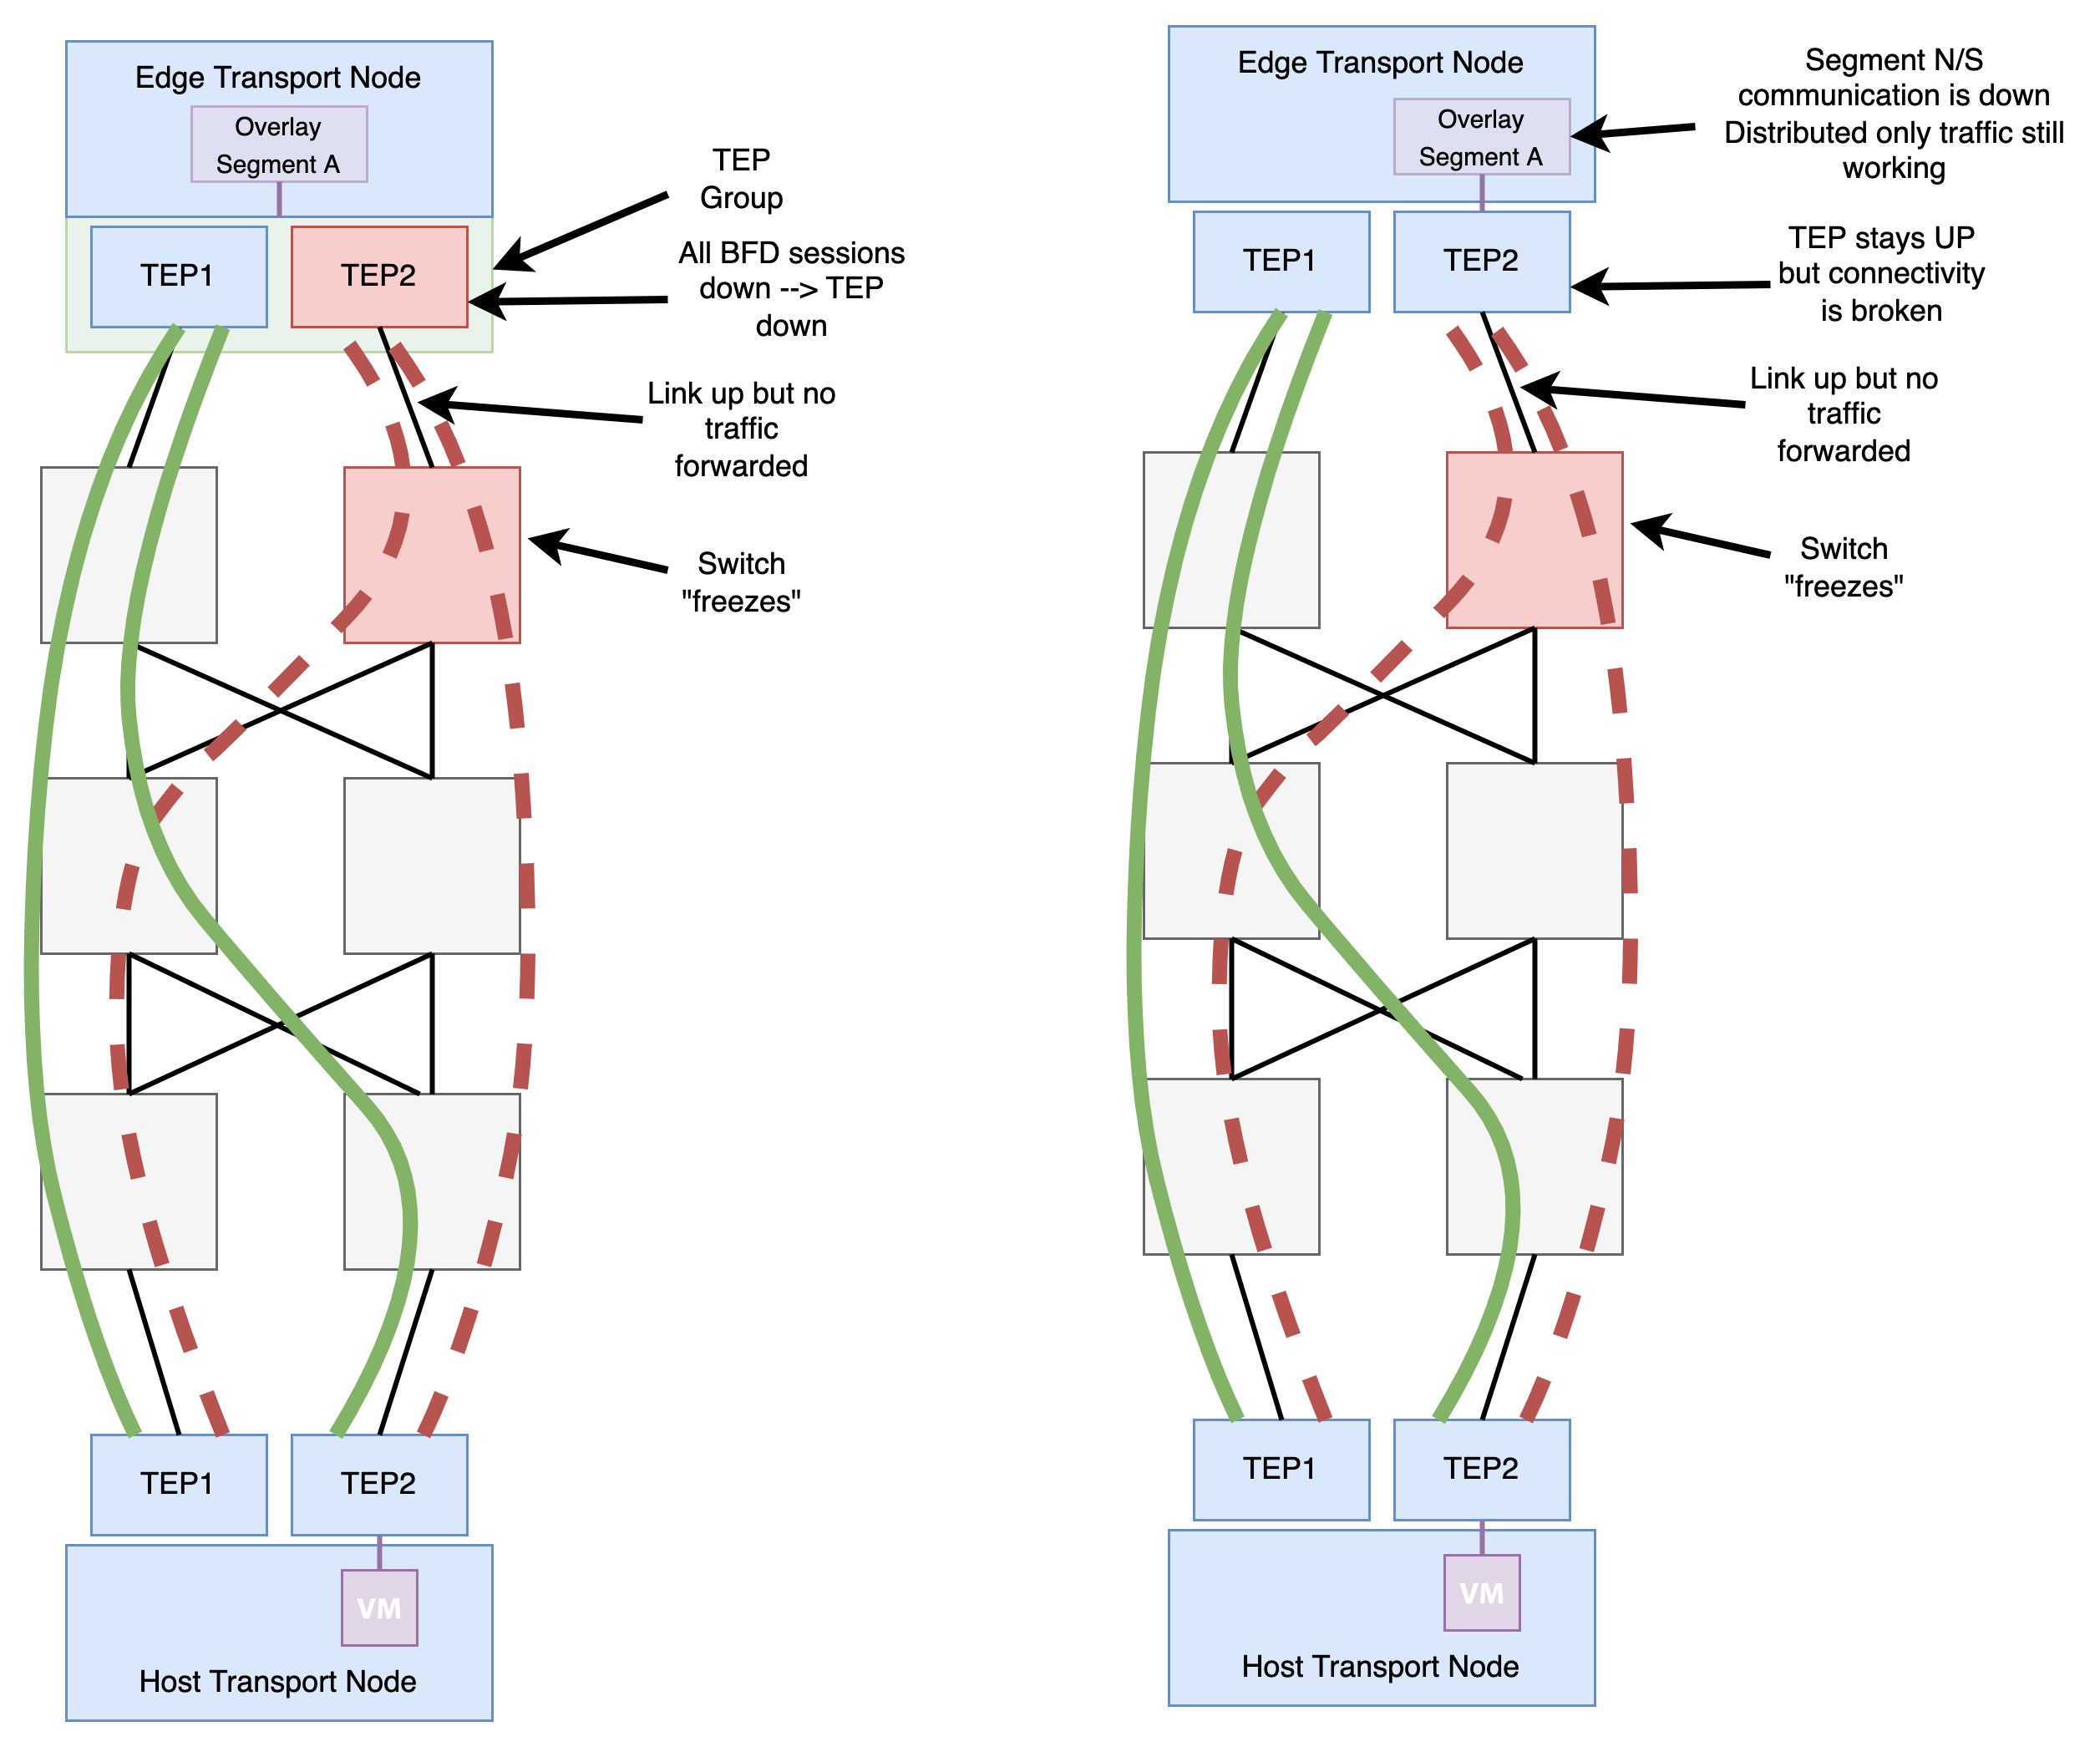 Edge Transport Node
Overlay
Segment A
TEP1
TEP2
TEP
Group
All BFD sessions
down --> TEP
down
Link up but no
traffic
forwarded
Switch
"freezes"
TEP1
TEP2
VM
Host Transport Node
Edge Transport Node
Overlay
Segment A
Segment N/S
communication is down
Distributed only traffic still
working
TEP1
TEP2
TEP stays UP
but connectivity
is broken
Link up but no
traffic
forwarded
Switch
"freezes"
TEP1
TEP2
VM
Host Transport Node